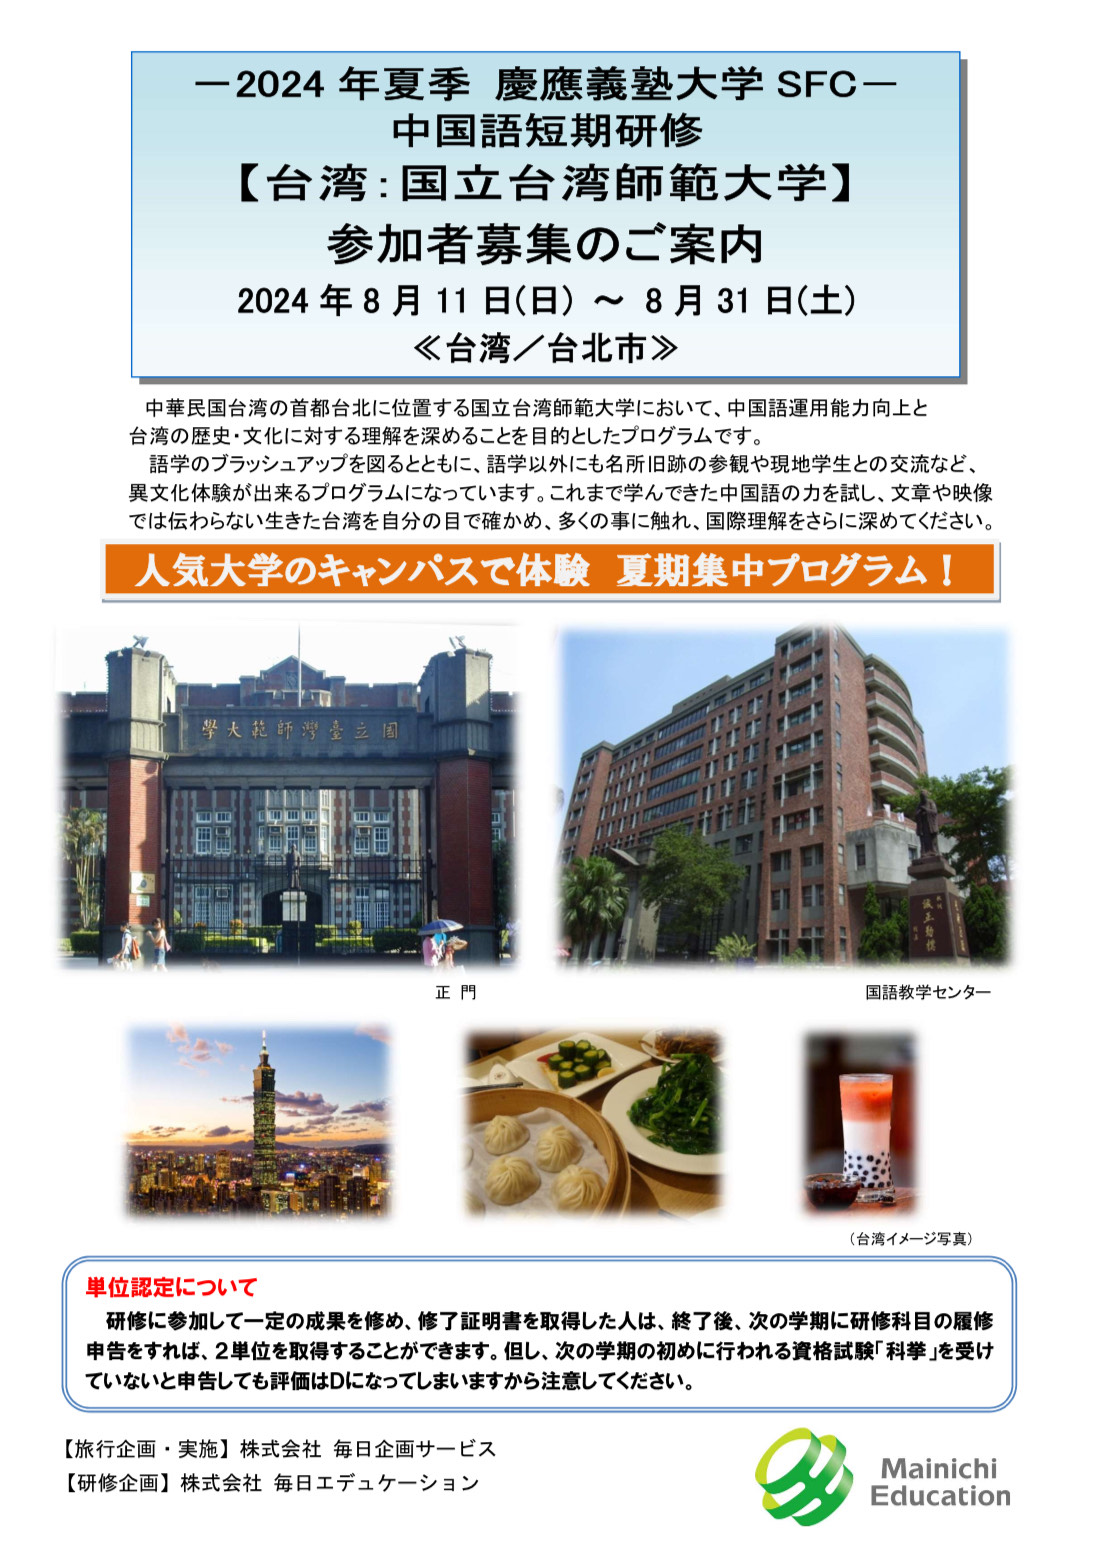 －2024 年夏季 慶應義塾大学 SFC－
中国語短期研修
【台湾：国立台湾師範大学】
参加者募集のご案内
2024 年 8 月 11 日(日) ～ 8 月 31 日(土)
≪台湾／台北市≫
中華民国台湾の首都台北に位置する国立台湾師範大学において、中国語運用能力向上と
台湾の歴史・文化に対する理解を深めることを目的としたプログラムです。
語学のブラッシュアップを図るとともに、語学以外にも名所旧跡の参観や現地学生との交流など、
異文化体験が出来るプログラムになっています。これまで学んできた中国語の力を試し、文章や映像
では伝わらない生きた台湾を自分の目で確かめ、多くの事に触れ、国際理解をさらに深めてください。
人気大学のキャンパスで体験 夏期集中プログラム！
學大範師灣臺立國
誠正勤樸
正 門
国語教学センター
（台湾イメージ写真）
単位認定について
研修に参加して一定の成果を修め、修了証明書を取得した人は、終了後、次の学期に研修科目の履修
申告をすれば、２単位を取得することができます。但し、次の学期の初めに行われる資格試験「科挙」を受け
ていないと申告しても評価はＤになってしまいますから注意してください。
【旅行企画・実施】株式会社 毎日企画サービス
【研修企画】株式会社 毎日エデュケーション
Mainichi
Education